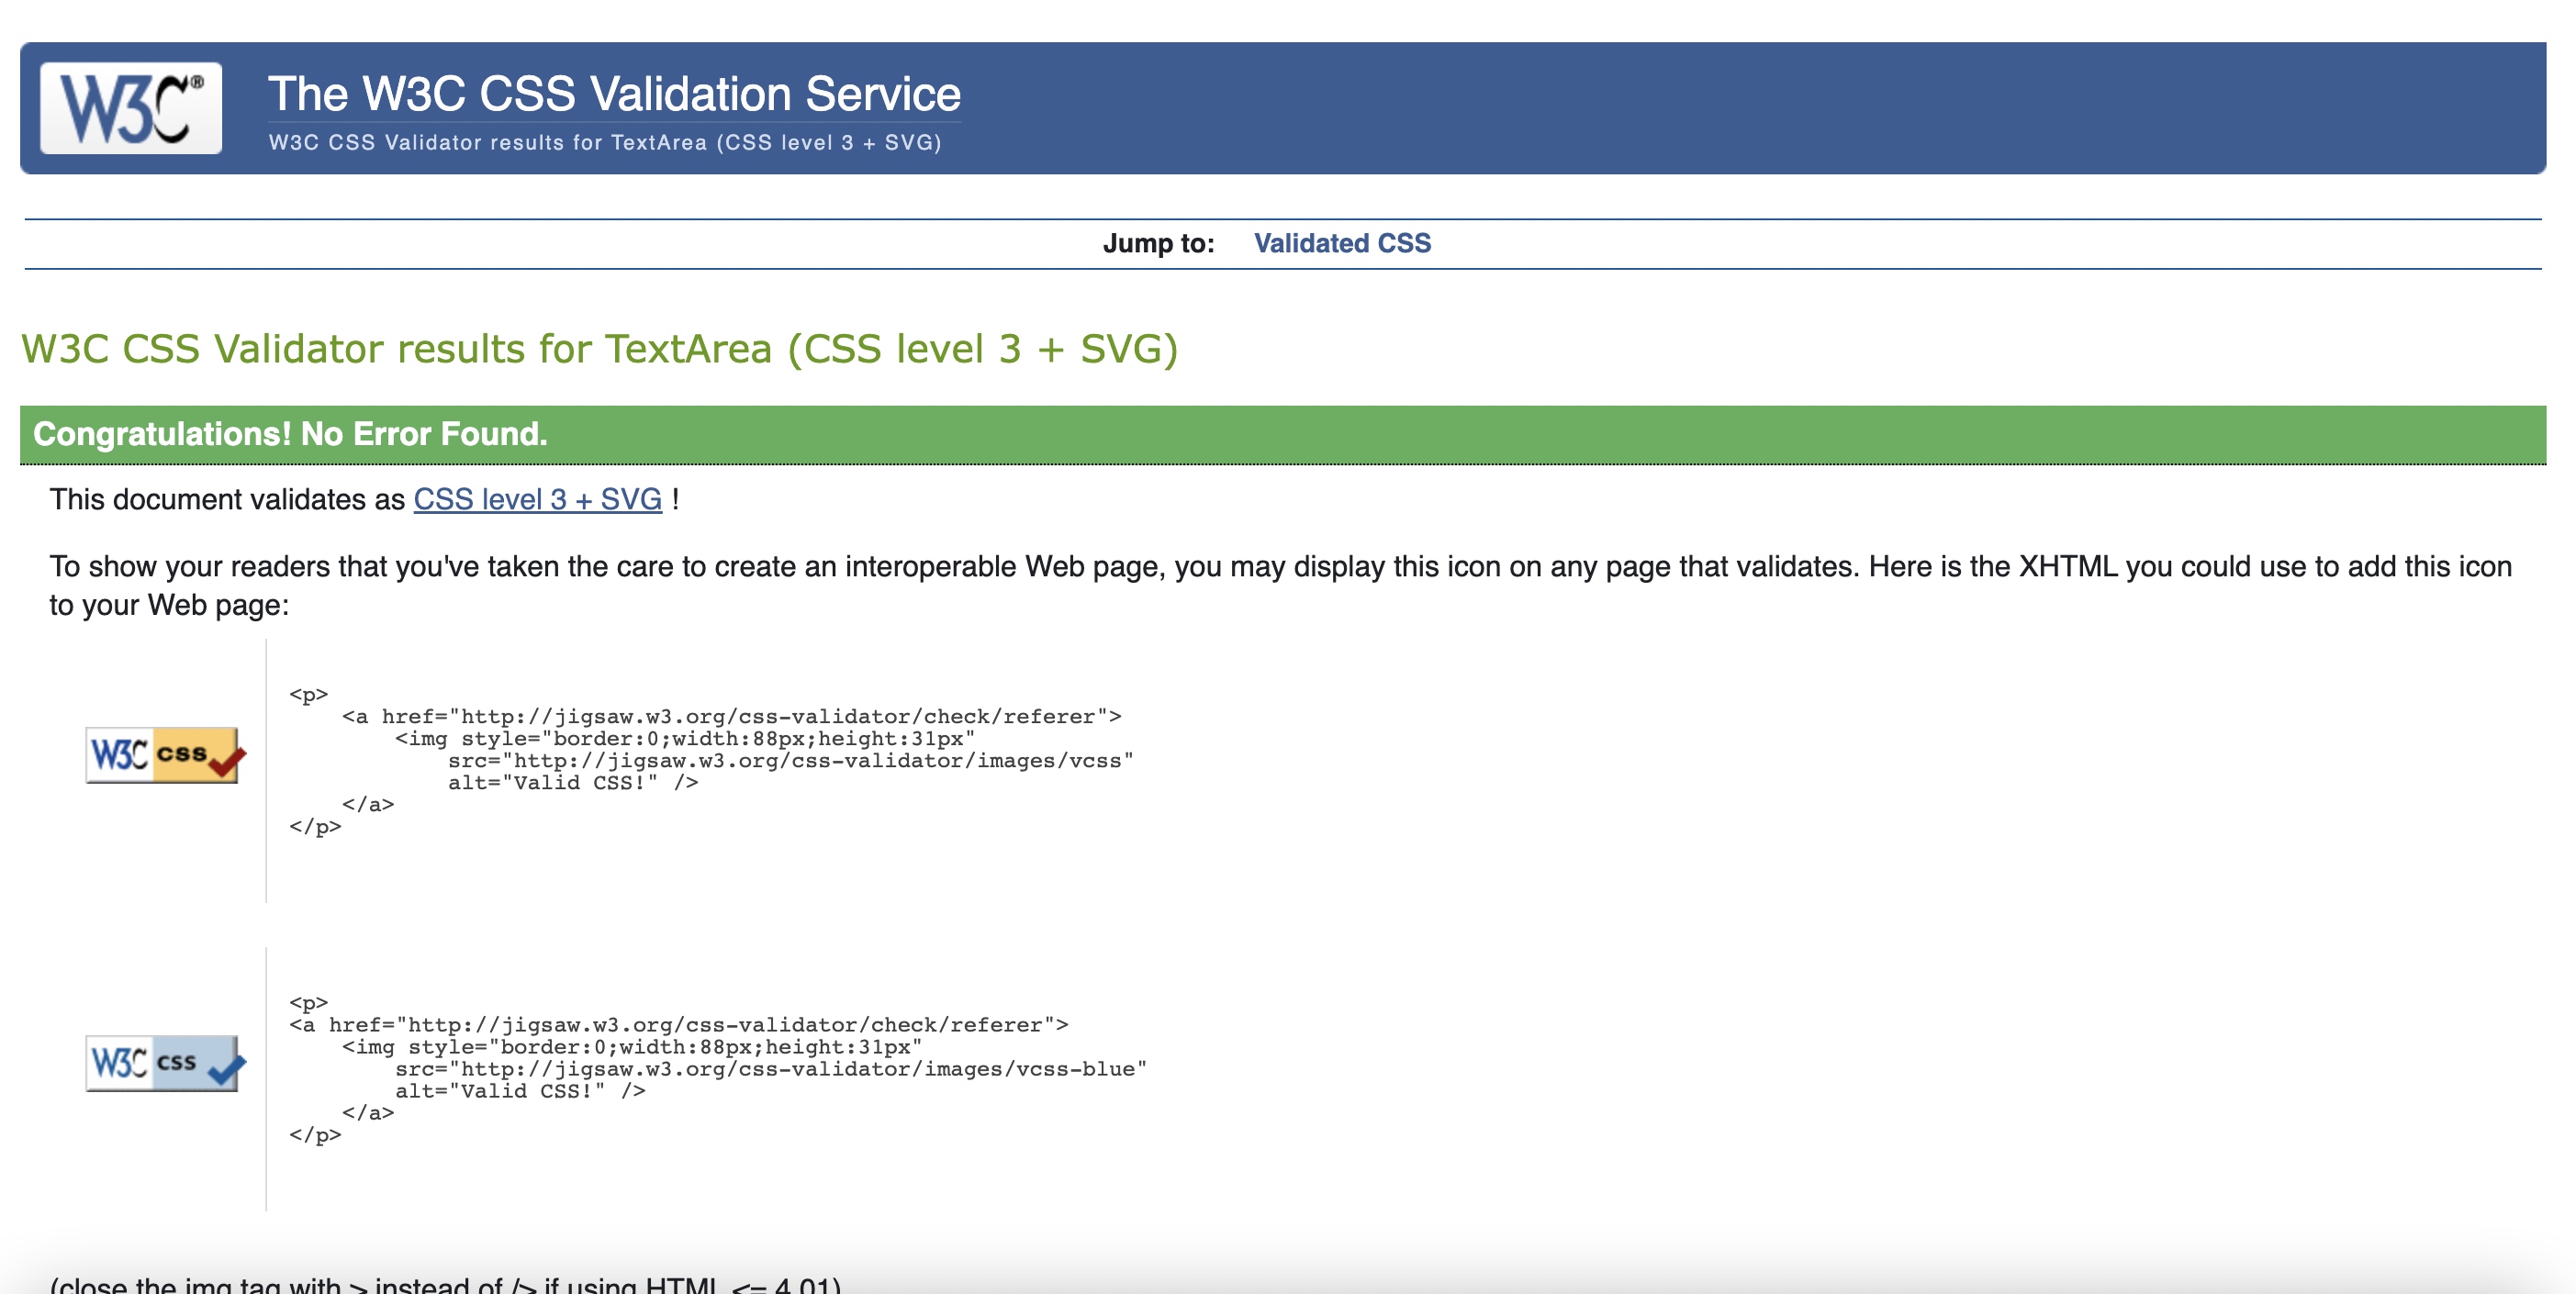 W3C®
The W3C CSS Validation Service
W3C CSS Validator results for TextArea (CSS level 3 + SVG)
Jump to: Validated CSS
W3C CSS Validator results for TextArea (CSS level 3 + SVG)
Congratulations! No Error Found.
This document validates as CSS level 3 + SVG !
To show your readers that you've taken the care to create an interoperable Web page, you may display this icon on any page that validates. Here is the XHTML you could use to add this icon
to your Web page:
W3C css
<p>
    <a href="http://jigsaw.w3.org/css-validator/check/referer">
        <img style="border:0;width:88px;height:31px"
            src="http://jigsaw.w3.org/css-validator/images/vcss"
            alt="Valid CSS!" />
    </a>
</p>
W3C css
<p>
<a href="http://jigsaw.w3.org/css-validator/check/referer">
    <img style="border:0;width:88px;height:31px"
        src="http://jigsaw.w3.org/css-validator/images/vcss-blue"
        alt="Valid CSS!" />
    </a>
</p>
(close the img tag with > instead of /> if using HTML <= 4.01)